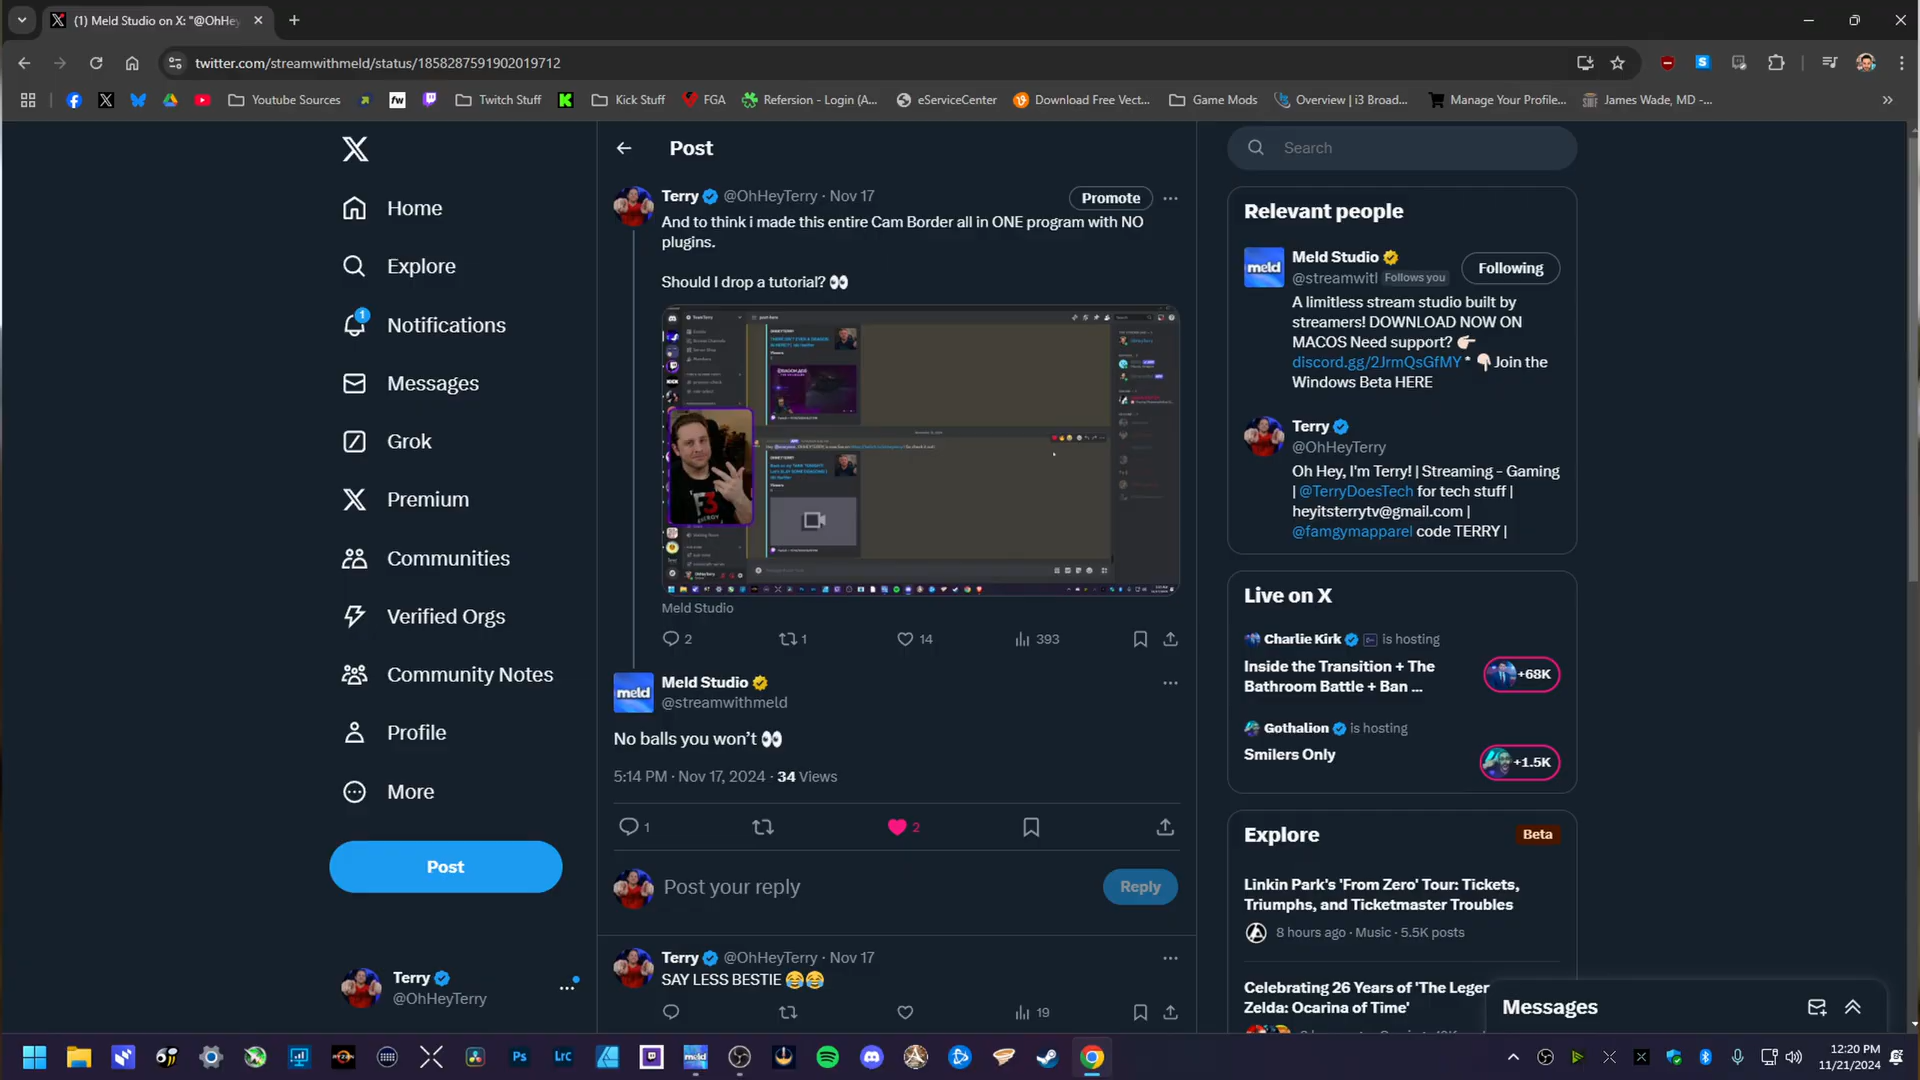 (1) Meld Studio on X: "@OhHey
twitter.com/streamwithmeld/status/1858287591902019712
Youtube Sources
fw
Twitch Stuff
Kick Stuff
FGA
Refersion - Login (A...
eServiceCenter
Download Free Vect...
Game Mods
Overview | i3 Broad...
Manage Your Profile...
James Wade, MD -...
Home
Explore
1
Notifications
Messages
Grok
Premium
Communities
Verified Orgs
Community Notes
Profile
More
Post
Terry
@OhHeyTerry
Post
Terry @OhHeyTerry · Nov 17
Promote
And to think i made this entire Cam Border all in ONE program with NO
plugins.
Should I drop a tutorial? 👀
Meld Studio
2
1
14
393
meld
Meld Studio
@streamwithmeld
No balls you won’t 👀
5:14 PM · Nov 17, 2024 · 34 Views
1
2
Post your reply
Reply
Terry @OhHeyTerry · Nov 17
SAY LESS BESTIE 😂😂
19
Search
Relevant people
meld
Meld Studio
@streamwitl Follows you
Following
A limitless stream studio built by
streamers! DOWNLOAD NOW ON
MACOS Need support? 👉🏻
discord.gg/2JrmQsGfMY * 👇🏻 Join the
Windows Beta HERE
Terry
@OhHeyTerry
Oh Hey, I'm Terry! | Streaming - Gaming
| @TerryDoesTech for tech stuff |
heyitsterrytv@gmail.com |
@famgymapparel code TERRY |
Live on X
Charlie Kirk is hosting
Inside the Transition + The
Bathroom Battle + Ban ...
+68K
Gothalion is hosting
Smilers Only
+1.5K
Explore
Beta
Linkin Park's 'From Zero' Tour: Tickets,
Triumphs, and Ticketmaster Troubles
8 hours ago · Music · 5.5K posts
Celebrating 26 Years of 'The Leger
Zelda: Ocarina of Time'
Messages
Ps
Lrc
meld
12:20 PM
11/21/2024